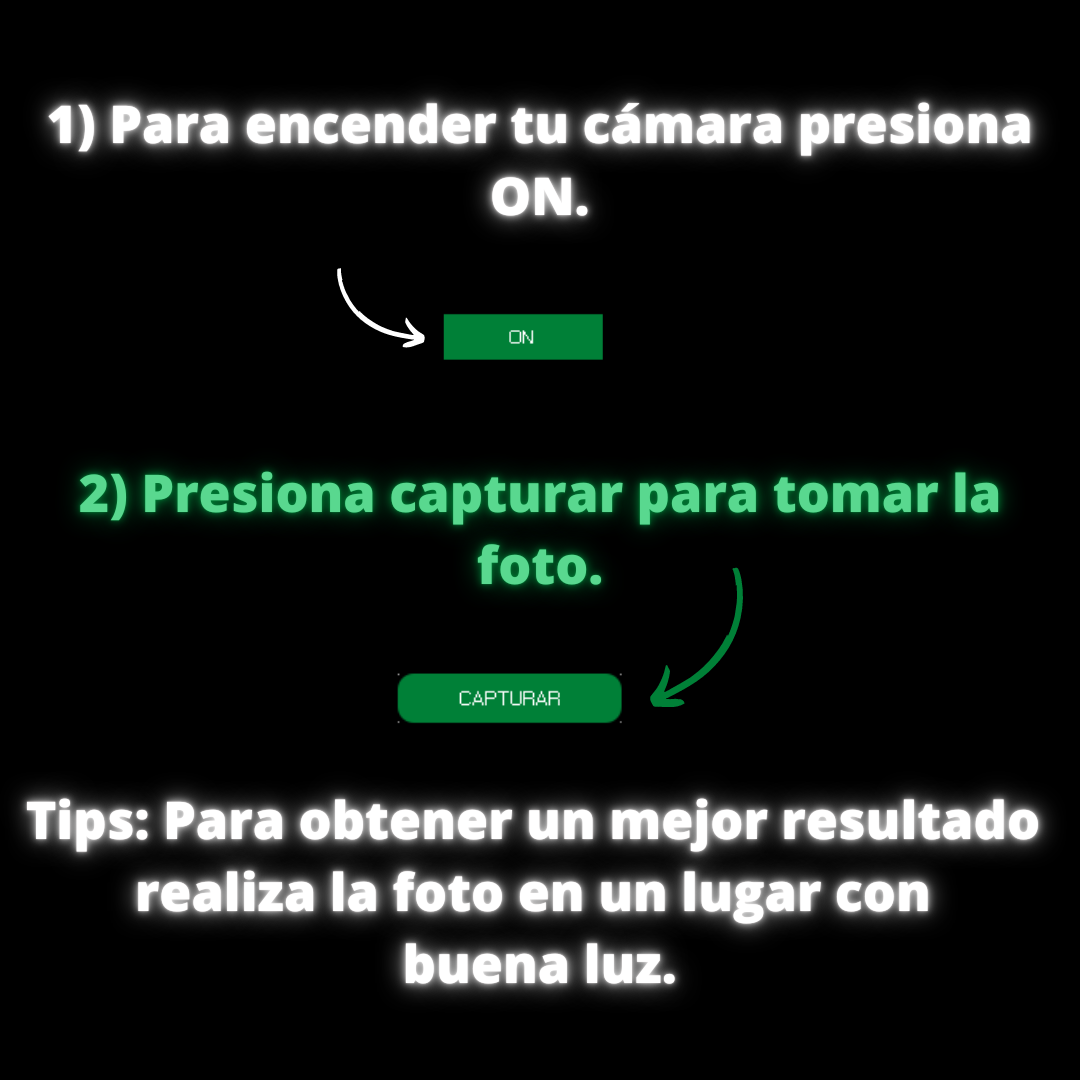 1) Para encender tu cámara presiona
ON.
ON
2) Presiona capturar para tomar la
foto.
CAPTURAR
Tips: Para obtener un mejor resultado
realiza la foto en un lugar con
buena luz.